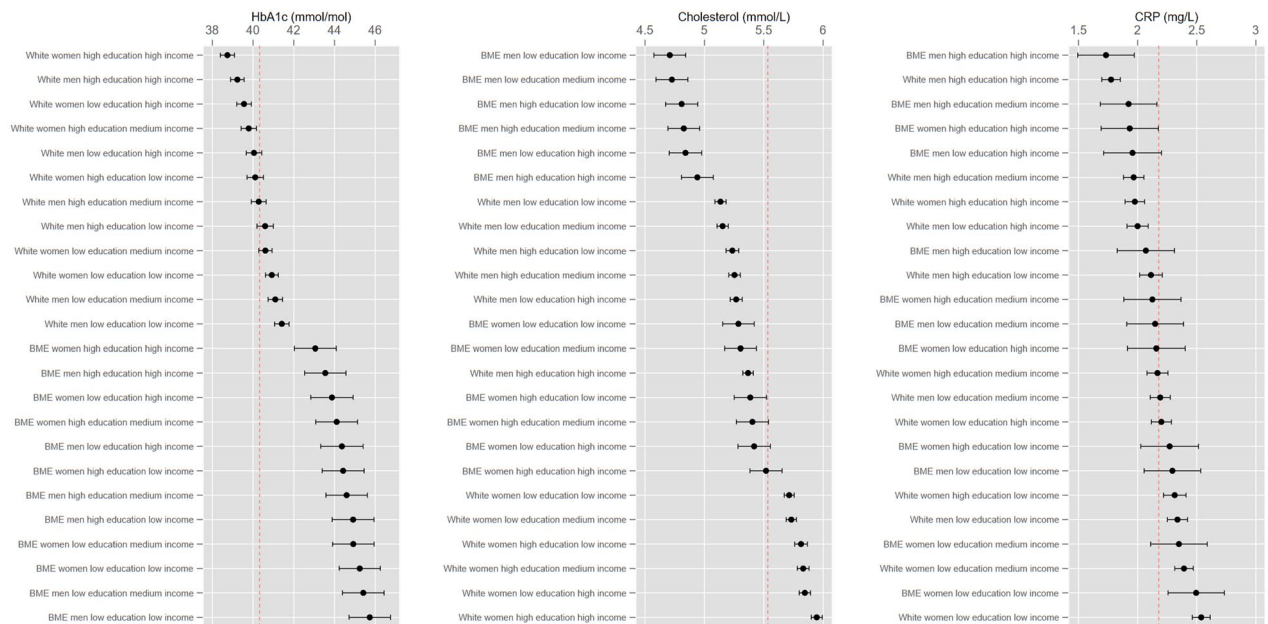 HbA1c (mmol/mol)
38 40 42 44 46
White women high education high income
White men high education high income
White women low education high income
White women high education medium income
White men low education high income
White women high education low income
White men high education medium income
White men high education low income
White women low education medium income
White women low education low income
White men low education medium income
White men low education low income
BME women high education high income
BME men high education high income
BME women low education high income
BME women high education medium income
BME men low education high income
BME women high education low income
BME men high education medium income
BME men high education low income
BME women low education medium income
BME women low education low income
BME men low education medium income
BME men low education low income
Cholesterol (mmol/L)
4.5 5 5.5 6
BME men low education low income
BME men low education medium income
BME men high education low income
BME men high education medium income
BME men low education high income
BME men high education high income
White men low education low income
White men low education medium income
White men high education low income
White men high education medium income
White men low education high income
BME women low education low income
BME women low education medium income
White men high education high income
BME women high education low income
BME women high education medium income
BME women low education high income
BME women high education high income
White women low education low income
White women low education medium income
White women high education low income
White women high education medium income
White women low education high income
White women high education high income
CRP (mg/L)
1.5 2 2.5 3
BME men high education high income
White men high education high income
BME men high education medium income
BME women high education high income
BME men low education high income
White men high education medium income
White women high education high income
White men low education high income
BME men high education low income
White men high education low income
BME women high education medium income
BME men low education medium income
BME women low education high income
White women high education medium income
White men low education medium income
White women low education high income
BME women high education low income
BME men low education low income
White women high education low income
White men low education low income
BME women low education medium income
White women low education medium income
BME women low education low income
White women low education low income